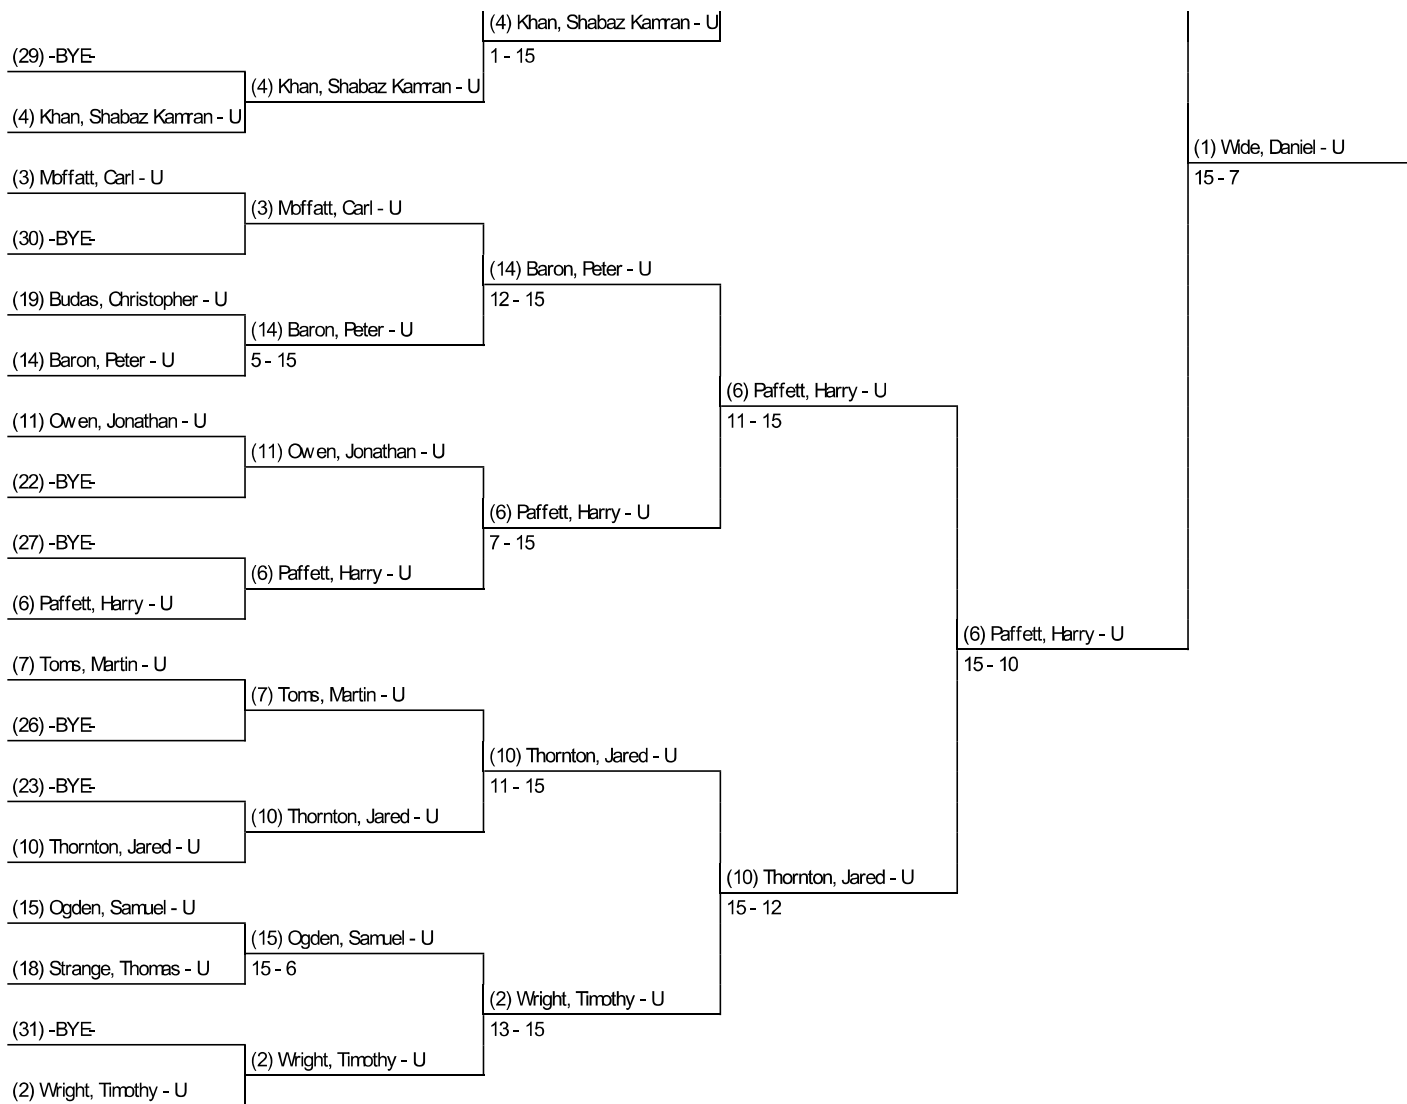 (4) Khan, Shabaz Kamran - U
1 - 15
(29) -BYE-
(4) Khan, Shabaz Kamran - U
(4) Khan, Shabaz Kamran - U
(1) Wide, Daniel - U
15 - 7
(3) Moffatt, Carl - U
(3) Moffatt, Carl - U
(30) -BYE-
(14) Baron, Peter - U
12 - 15
(19) Budas, Christopher - U
(14) Baron, Peter - U
5 - 15
(14) Baron, Peter - U
(6) Paffett, Harry - U
11 - 15
(11) Owen, Jonathan - U
(11) Owen, Jonathan - U
(22) -BYE-
(6) Paffett, Harry - U
7 - 15
(27) -BYE-
(6) Paffett, Harry - U
(6) Paffett, Harry - U
(6) Paffett, Harry - U
15 - 10
(7) Toms, Martin - U
(7) Toms, Martin - U
(26) -BYE-
(10) Thornton, Jared - U
11 - 15
(23) -BYE-
(10) Thornton, Jared - U
(10) Thornton, Jared - U
(10) Thornton, Jared - U
15 - 12
(15) Ogden, Samuel - U
(15) Ogden, Samuel - U
15 - 6
(18) Strange, Thomas - U
(2) Wright, Timothy - U
13 - 15
(31) -BYE-
(2) Wright, Timothy - U
(2) Wright, Timothy - U